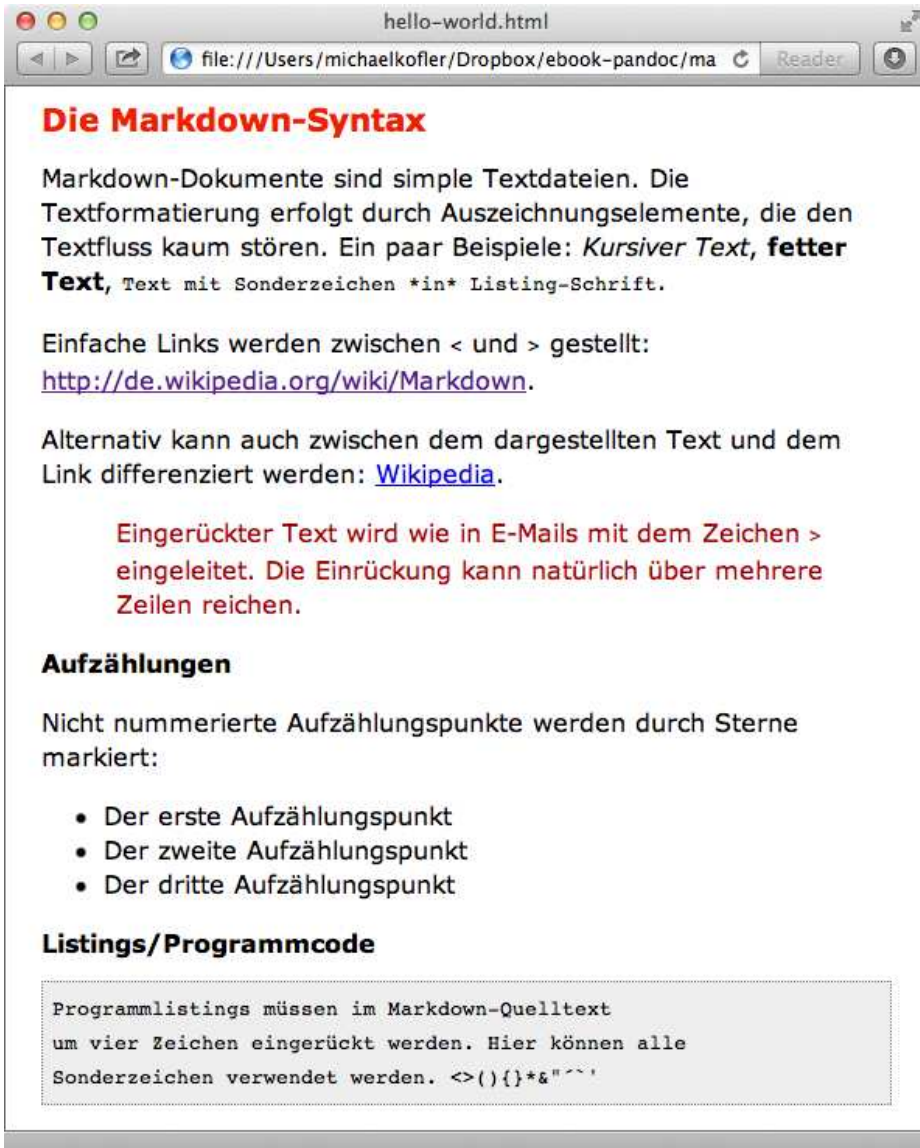 hello-world.html
file:///Users/michaelkofler/Dropbox/ebook-pandoc/ma
Reader
Die Markdown-Syntax
Markdown-Dokumente sind simple Textdateien. Die
Textformatierung erfolgt durch Auszeichnungselemente, die den
Textfluss kaum stören. Ein paar Beispiele: Kursiver Text, fetter
Text, Text mit Sonderzeichen *in* Listing-Schrift.
Einfache Links werden zwischen < und > gestellt:
http://de.wikipedia.org/wiki/Markdown.
Alternativ kann auch zwischen dem dargestellten Text und dem
Link differenziert werden: Wikipedia.
Eingerückter Text wird wie in E-Mails mit dem Zeichen >
eingeleitet. Die Einrückung kann natürlich über mehrere
Zeilen reichen.
Aufzählungen
Nicht nummerierte Aufzählungspunkte werden durch Sterne
markiert:
• Der erste Aufzählungspunkt
• Der zweite Aufzählungspunkt
• Der dritte Aufzählungspunkt
Listings/Programmcode
Programmlistings müssen im Markdown-Quelltext
um vier Zeichen eingerückt werden. Hier können alle
Sonderzeichen verwendet werden. <>(){}*&"´`'